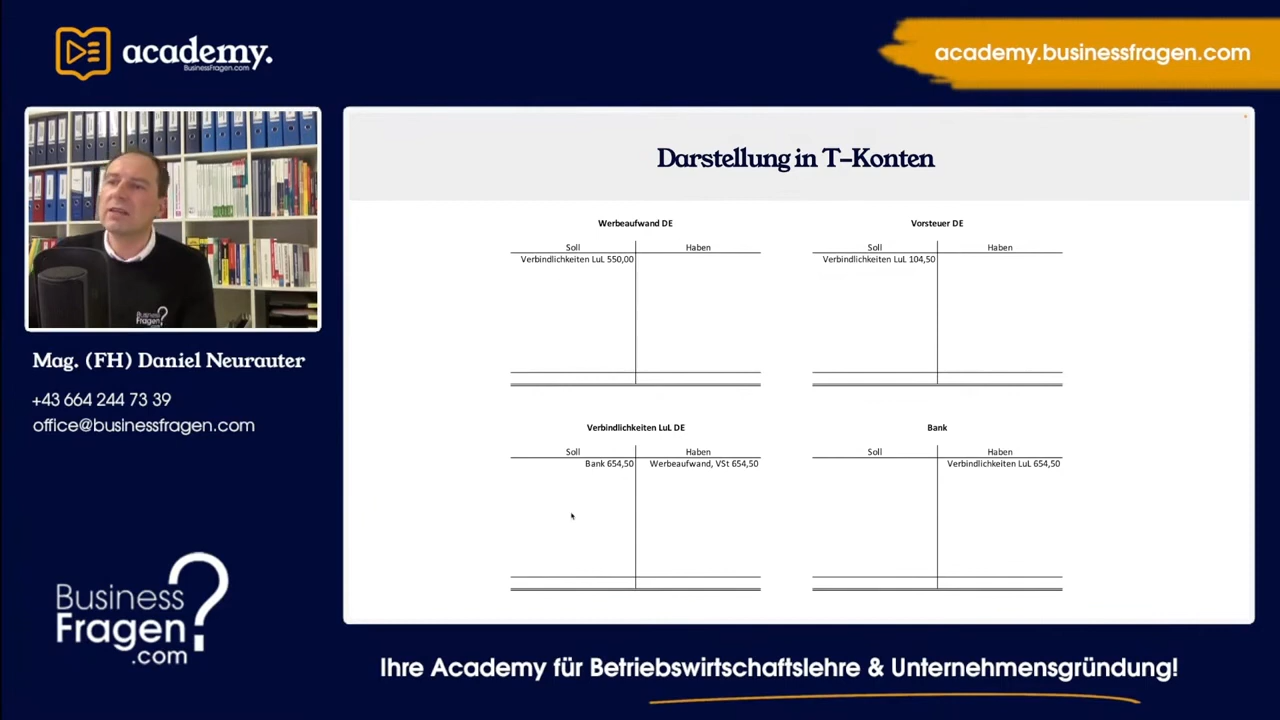 academy.
BusinessFragen.com
academy.businessfragen.com
Mag. (FH) Daniel Neurauter
+43 664 244 73 39
office@businessfragen.com
Business
Fragen?
.com
Business
Fragen?
.com
Darstellung in T-Konten
Werbeaufwand DE
Soll Haben
Verbindlichkeiten LuL 550,00
Vorsteuer DE
Soll Haben
Verbindlichkeiten LuL 104,50
Verbindlichkeiten LuL DE
Soll Haben
Bank 654,50 Werbeaufwand, VSt 654,50
Bank
Soll Haben
Verbindlichkeiten LuL 654,50
Ihre Academy für Betriebswirtschaftslehre & Unternehmensgründung!